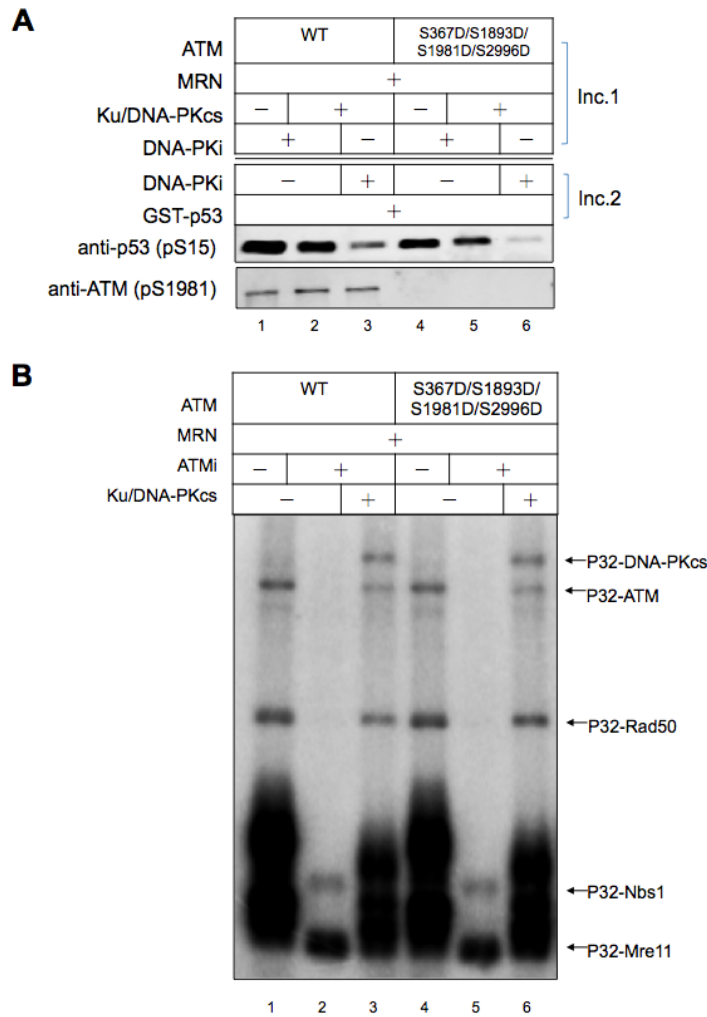 A
ATM WT S367D/S1893D/
S1981D/S2996D
MRN +
Ku/DNA-PKcs − + − +
DNA-PKi + − + −
Inc.1
DNA-PKi − + − +
GST-p53 +
Inc.2
anti-p53 (pS15)
anti-ATM (pS1981)
1 2 3 4 5 6
B
ATM WT S367D/S1893D/
S1981D/S2996D
MRN +
ATMi − + − +
Ku/DNA-PKcs − + − +
P32-DNA-PKcs
P32-ATM
P32-Rad50
P32-Nbs1
P32-Mre11
1 2 3 4 5 6